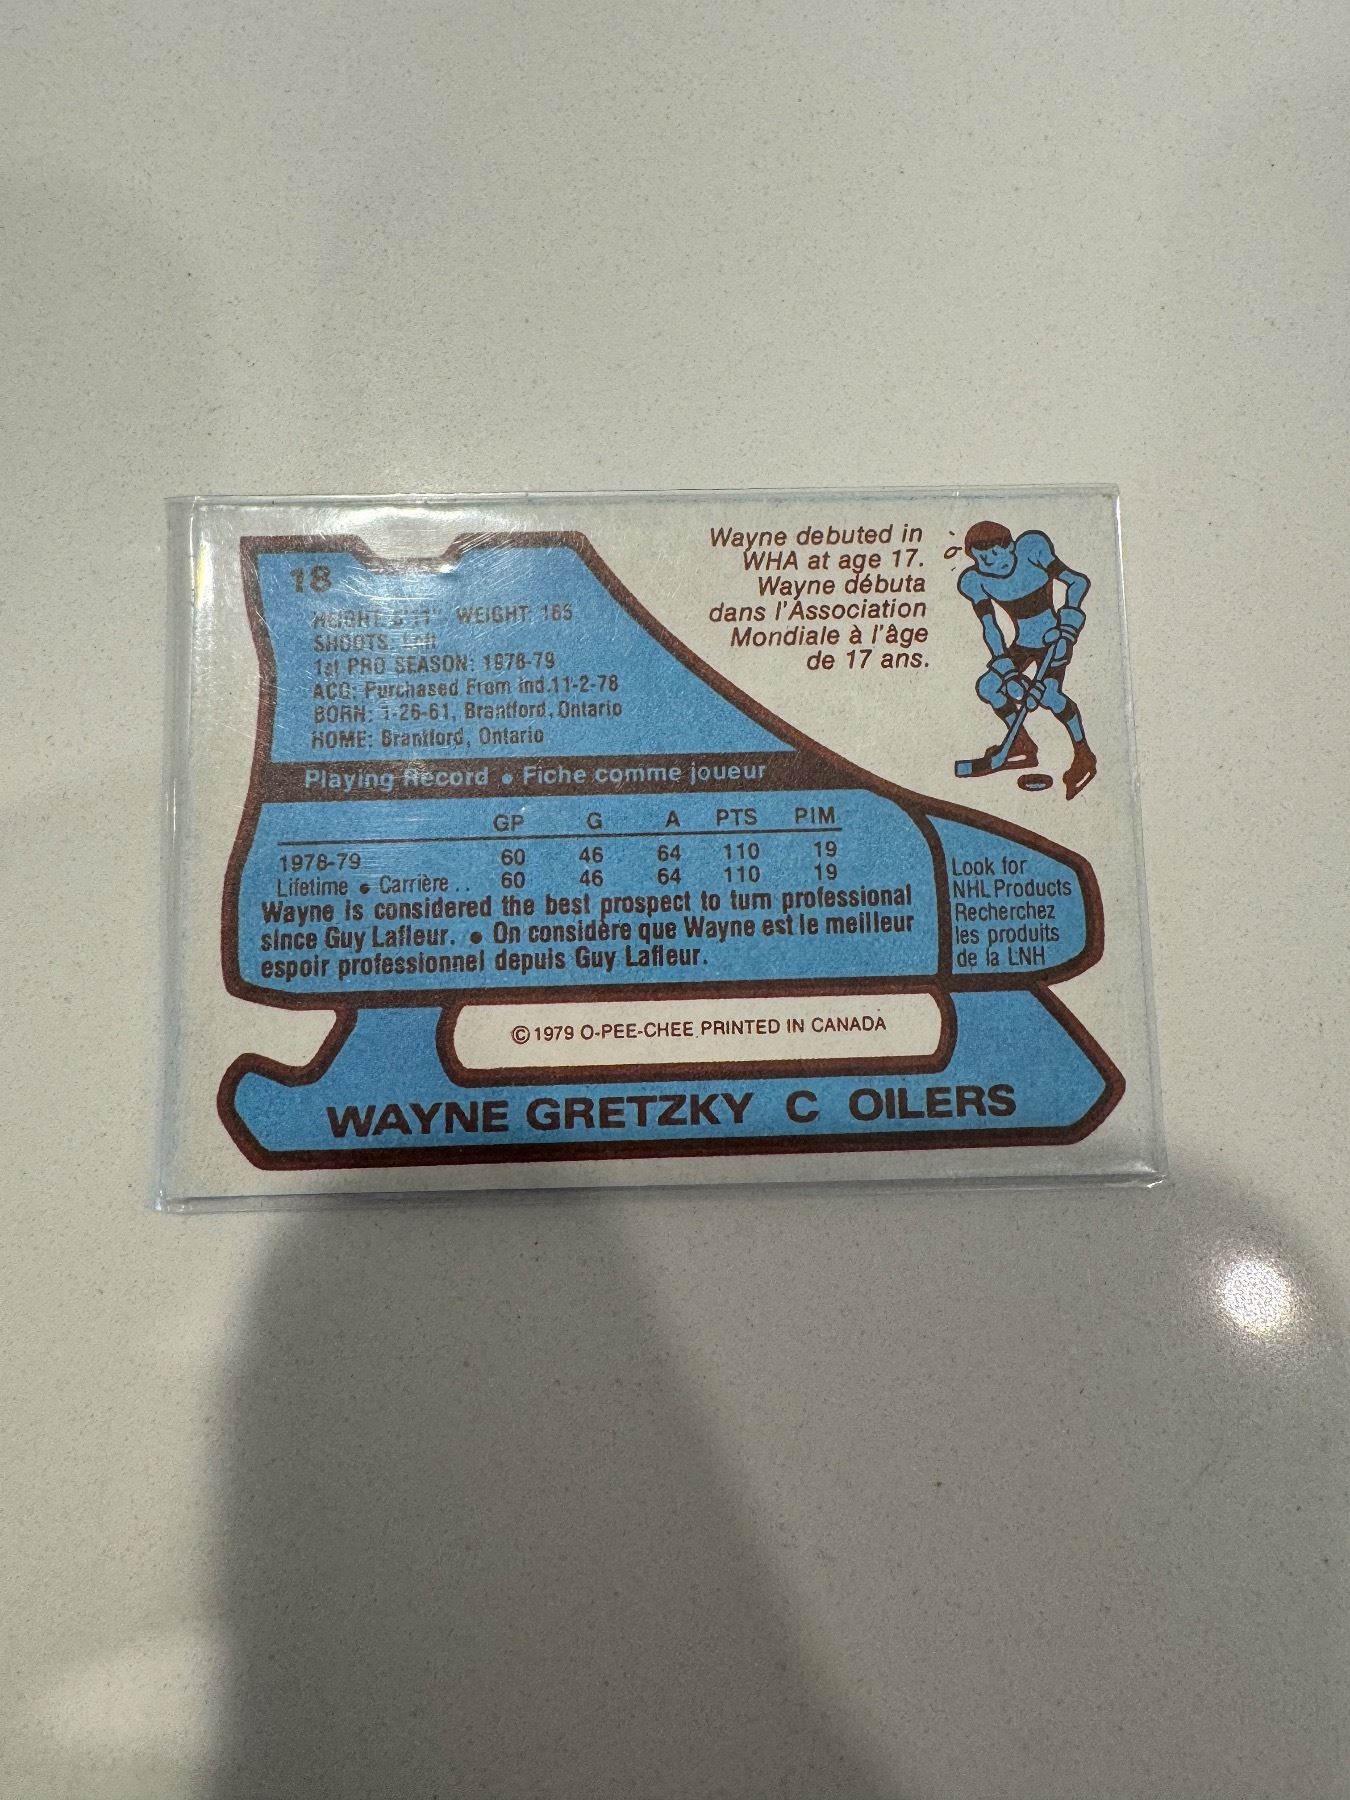 18
HEIGHT: 5'11" WEIGHT: 165
SHOOTS: Left
1st PRO SEASON: 1978-79
ACQ: Purchased From Ind.11-2-78
BORN: 1-26-61, Brantford, Ontario
HOME: Brantford, Ontario
Wayne debuted in
WHA at age 17.
Wayne débuta
dans l'Association
Mondiale à l'âge
de 17 ans.
Playing Record • Fiche comme joueur
GP G A PTS PIM
1978-79 60 46 64 110 19
Lifetime • Carrière .. 60 46 64 110 19
Wayne is considered the best prospect to turn professional
since Guy Lafleur. • On considère que Wayne est le meilleur
espoir professionnel depuis Guy Lafleur.
Look for
NHL Products
Recherchez
les produits
de la LNH
© 1979 O-PEE-CHEE PRINTED IN CANADA
WAYNE GRETZKY C OILERS